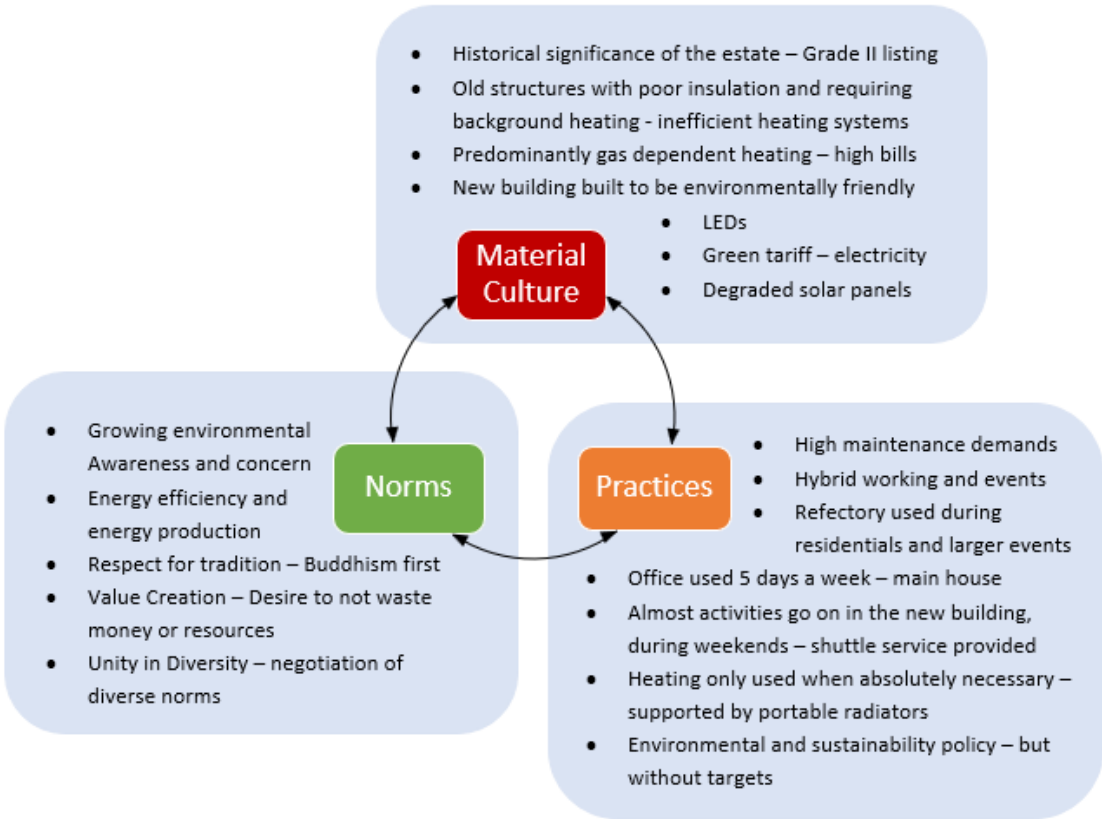 • Historical significance of the estate – Grade II listing
• Old structures with poor insulation and requiring
background heating - inefficient heating systems
• Predominantly gas dependent heating – high bills
• New building built to be environmentally friendly
• LEDs
• Green tariff – electricity
• Degraded solar panels
Material
Culture
• Growing environmental
Awareness and concern
• Energy efficiency and
energy production
• Respect for tradition – Buddhism first
• Value Creation – Desire to not waste
money or resources
• Unity in Diversity – negotiation of
diverse norms
Norms
Practices
• High maintenance demands
• Hybrid working and events
• Refectory used during
residentials and larger events
• Office used 5 days a week – main house
• Almost activities go on in the new building,
during weekends – shuttle service provided
• Heating only used when absolutely necessary –
supported by portable radiators
• Environmental and sustainability policy – but
without targets